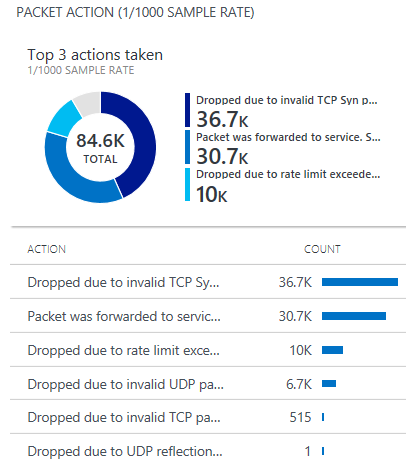 PACKET ACTION (1/1000 SAMPLE RATE)
Top 3 actions taken
1/1000 SAMPLE RATE
84.6K
TOTAL
Dropped due to invalid TCP Syn p...
36.7K
Packet was forwarded to service. S...
30.7K
Dropped due to rate limit exceede...
10K
ACTION COUNT
Dropped due to invalid TCP Sy... 36.7K
Packet was forwarded to servic... 30.7K
Dropped due to rate limit exce... 10K
Dropped due to invalid UDP pa... 6.7K
Dropped due to invalid TCP pa... 515
Dropped due to UDP reflection... 1